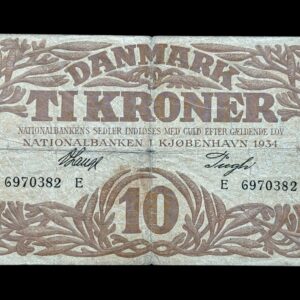 DANMARK
TI KRONER
NATIONALBANKENS SEDLER INDLØSES MED GULD EFTER GÆLDENDE LOV
NATIONALBANKEN I KJØBENHAVN 1934
6970382 E
E 6970382
10